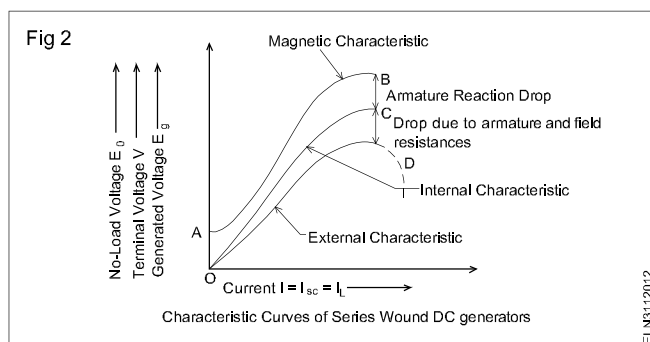 Fig 2
Magnetic Characteristic
B
Armature Reaction Drop
C
Drop due to armature and field
resistances
D
Internal Characteristic
External Characteristic
A
O
No-Load Voltage E0
Terminal Voltage V
Generated Voltage Eg
Current I = Isc = IL
Characteristic Curves of Series Wound DC generators
ELN3112012